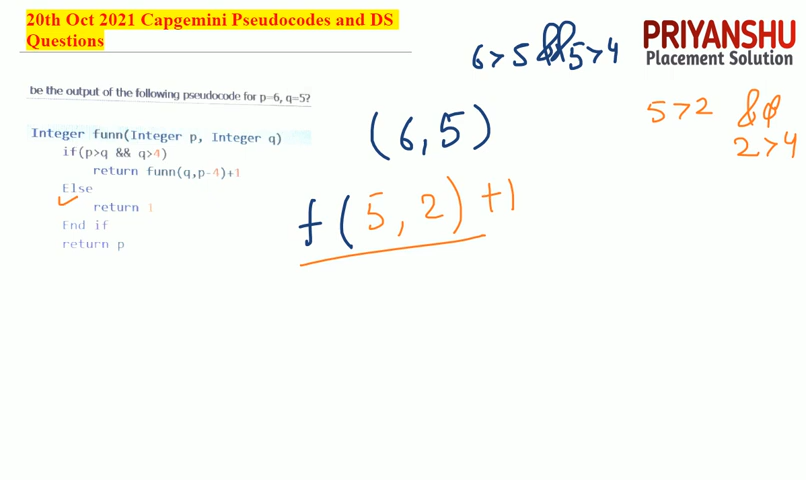 20th Oct 2021 Capgemini Pseudocodes and DS
Questions
PRIYANSHU
Placement Solution
6>5 && 5>4
be the output of the following pseudocode for p=6, q=5?
5>2 &&
2>4
(6,5)
Integer funn(Integer p, Integer q)
if(p>q && q>4)
return funn(q,p-4)+1
Else
return 1
End if
return p
f(5,2)+1